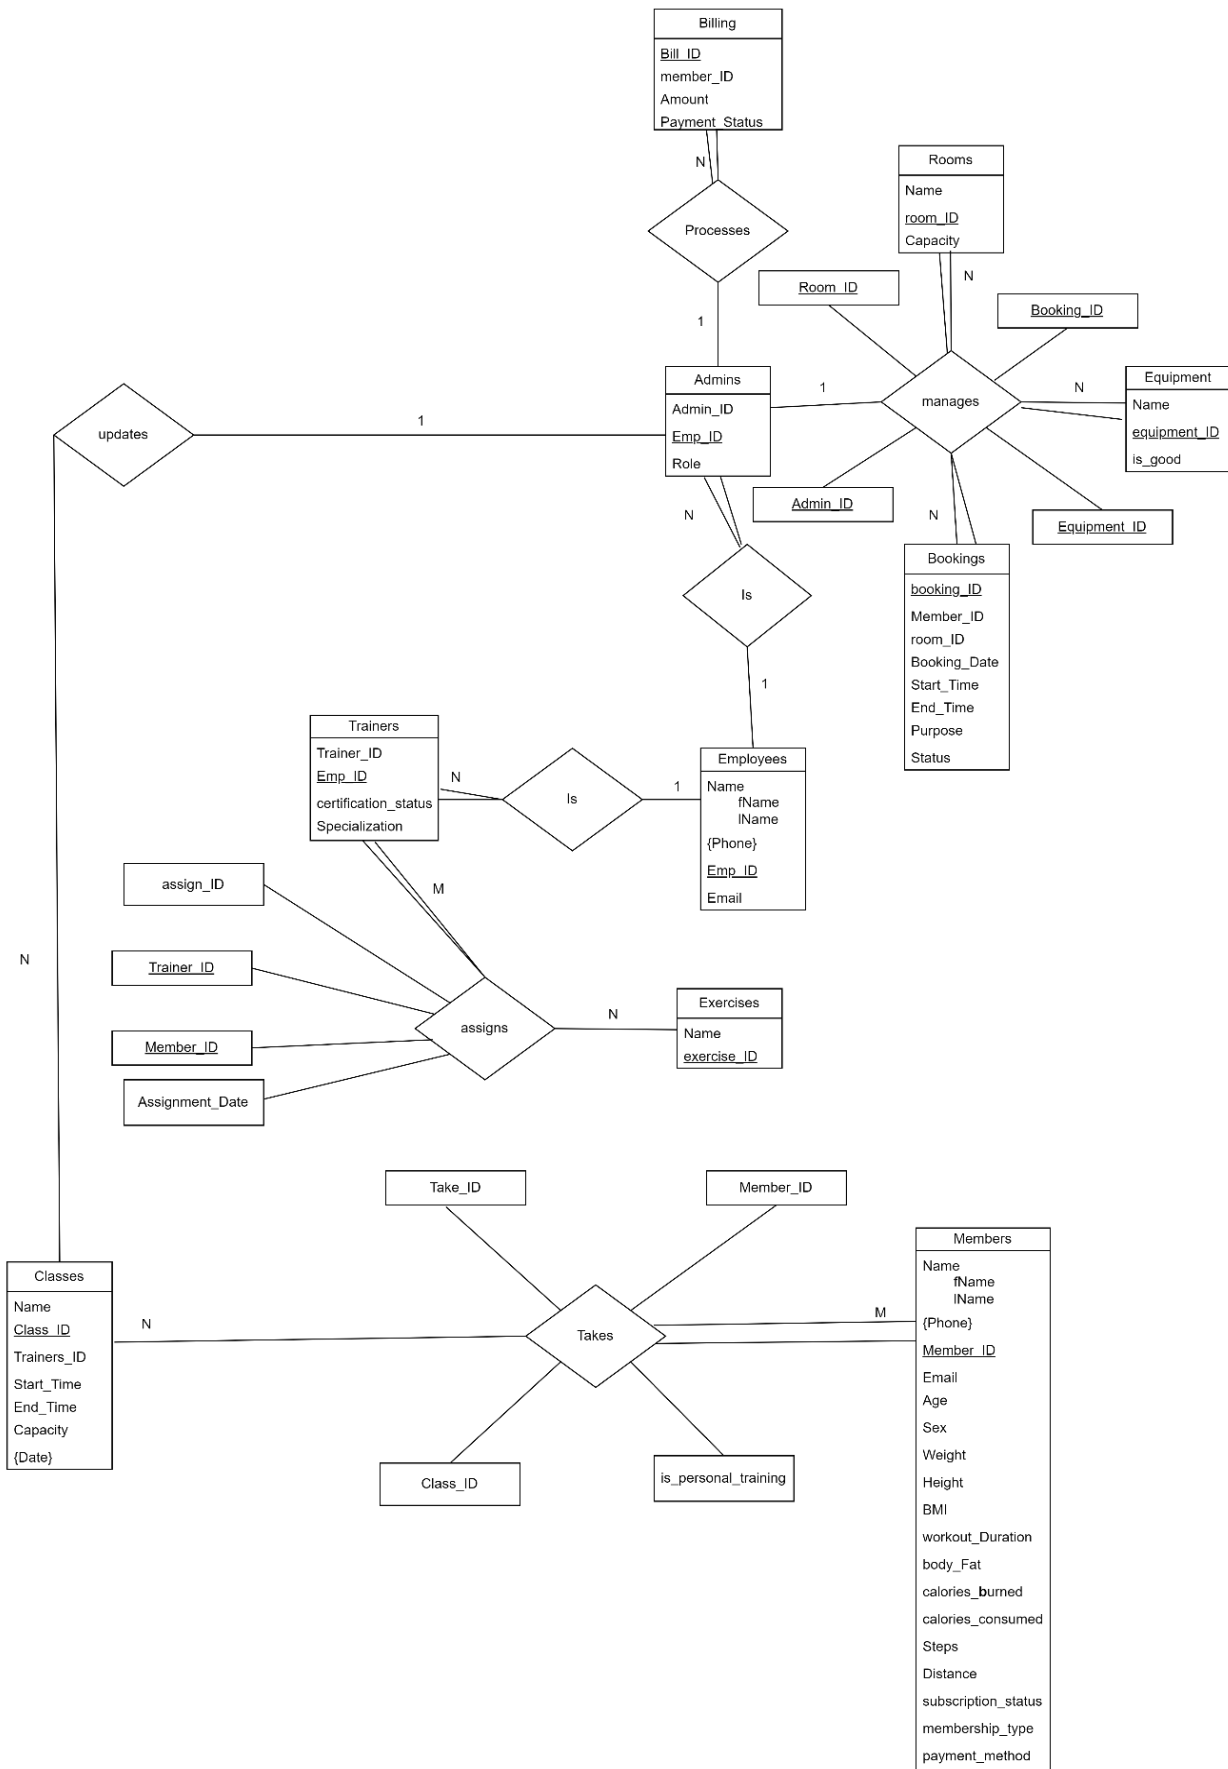 Billing
Bill_ID
member_ID
Amount
Payment_Status
N
Processes
1
Rooms
Name
room_ID
Capacity
N
Room_ID
Booking_ID
Equipment
Name
equipment_ID
is_good
N
manages
1
Admins
Admin_ID
Emp_ID
Role
updates
1
N
Admin_ID
Equipment_ID
N
Bookings
booking_ID
Member_ID
room_ID
Booking_Date
Start_Time
End_Time
Purpose
Status
Is
1
Trainers
Trainer_ID
Emp_ID
certification_status
Specialization
N
Is
1
Employees
Name
fName
lName
{Phone}
Emp_ID
Email
M
assign_ID
Trainer_ID
Member_ID
Assignment_Date
assigns
N
Exercises
Name
exercise_ID
N
Take_ID
Member_ID
Classes
Name
Class_ID
Trainers_ID
Start_Time
End_Time
Capacity
{Date}
N
Takes
M
Class_ID
is_personal_training
Members
Name
fName
lName
{Phone}
Member_ID
Email
Age
Sex
Weight
Height
BMI
workout_Duration
body_Fat
calories_burned
calories_consumed
Steps
Distance
subscription_status
membership_type
payment_method